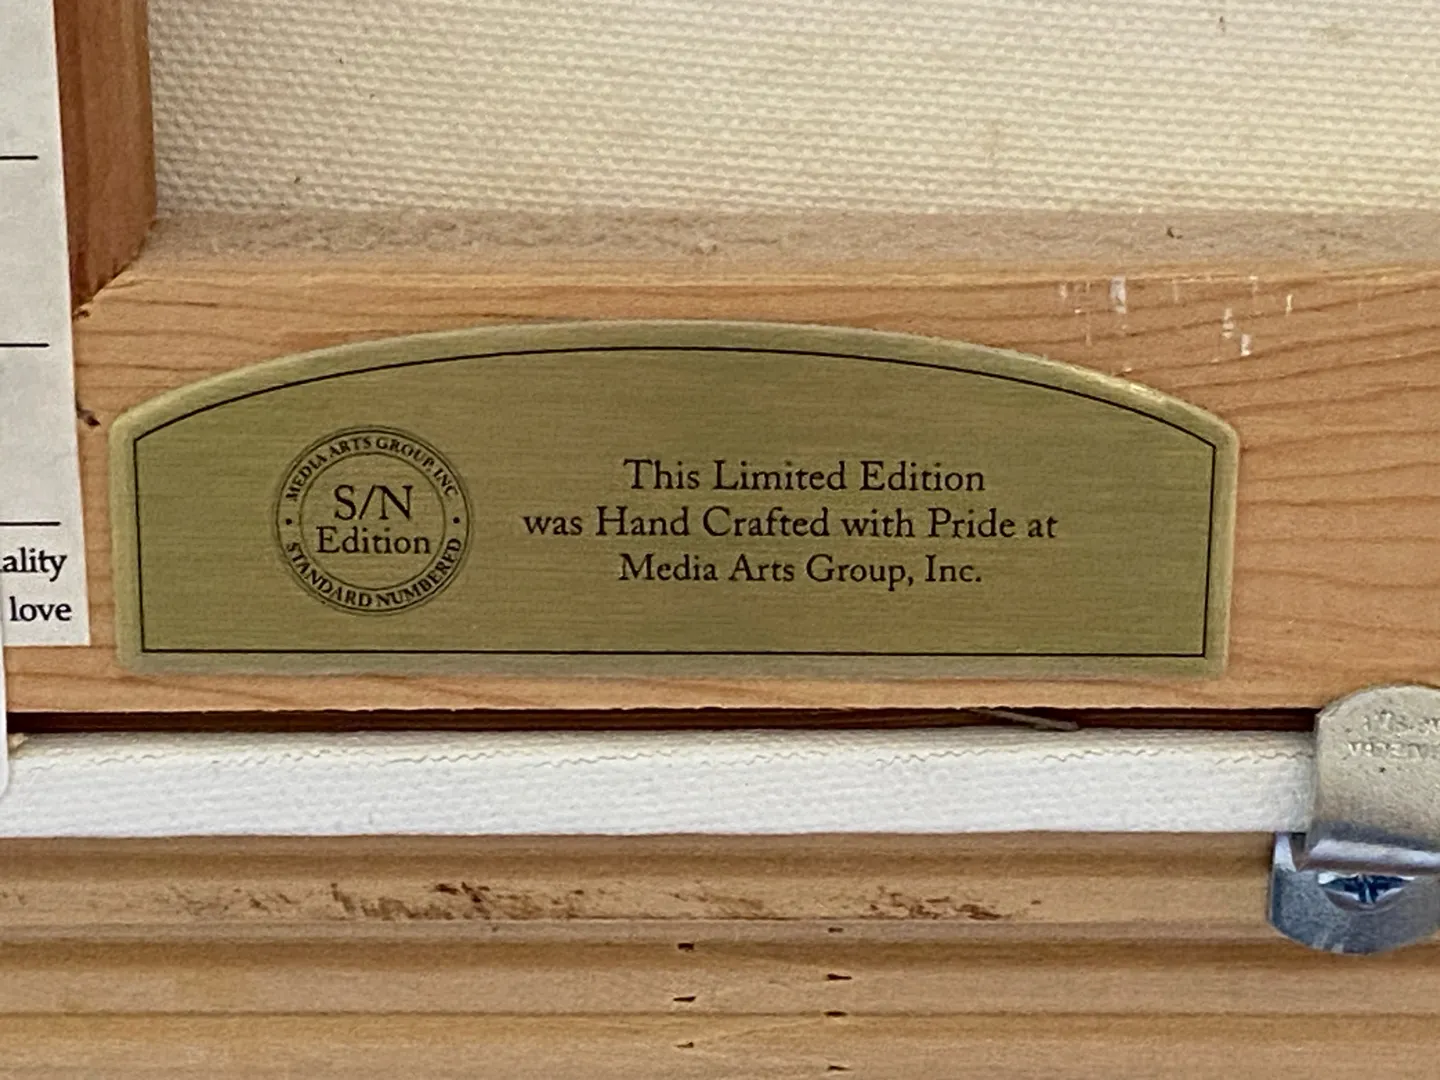 MEDIA ARTS GROUP, INC
S/N
Edition
STANDARD NUMBERED
This Limited Edition
was Hand Crafted with Pride at
Media Arts Group, Inc.
ality
love